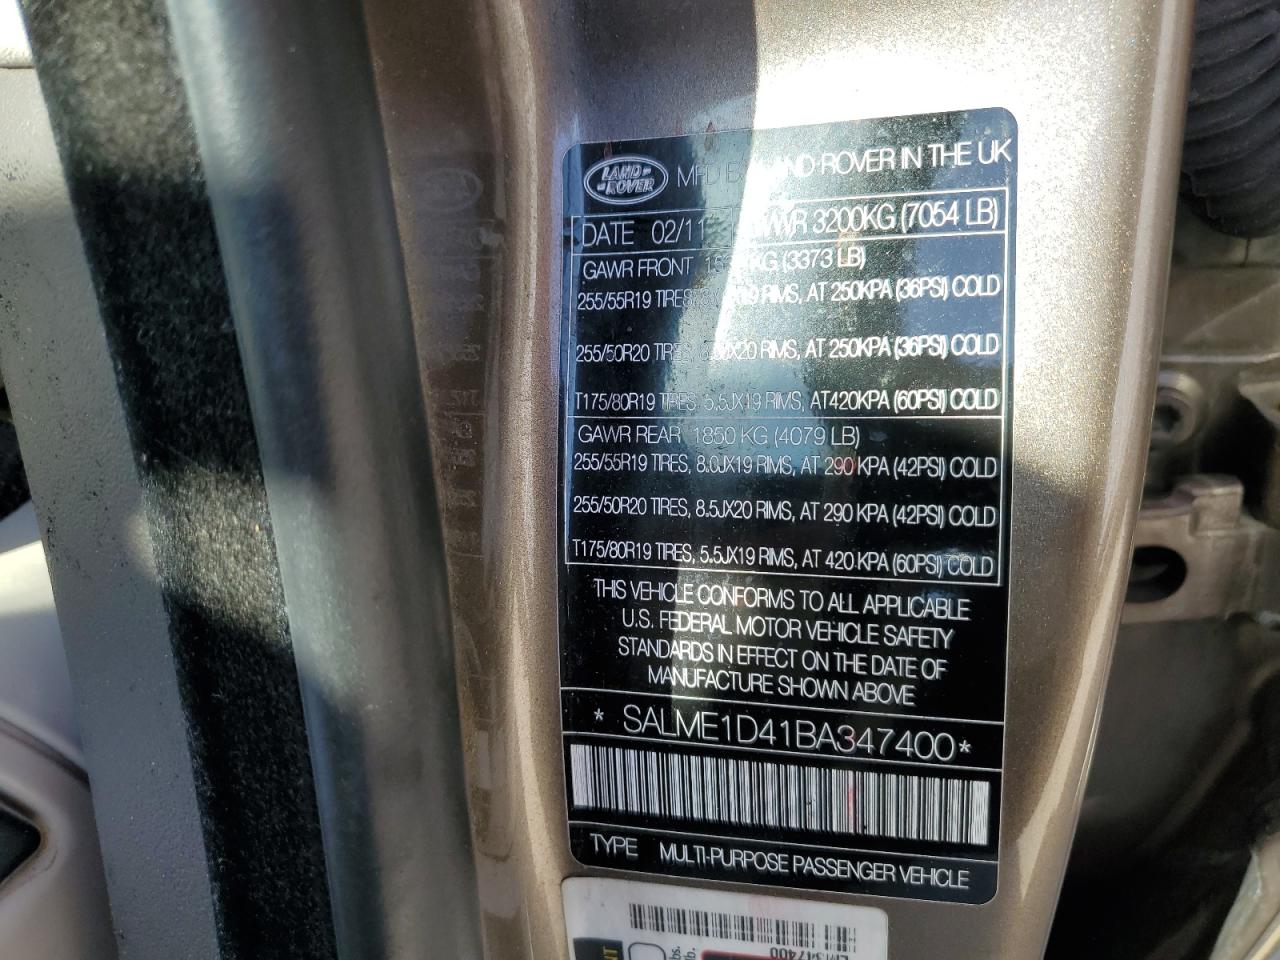 LAND-
-ROVER
MFD LAND ROVER IN THE UK
DATE 02/11 GVWR 3200KG (7054 LB)
GAWR FRONT KG (3373 LB)
255/55R19 TIRES, RIMS, AT 250KPA (36PSI) COLD
255/50R20 TIRES, 8.5JX20 RIMS, AT 250KPA (36PSI) COLD
T175/80R19 TIRES, 5.5JX19 RIMS, AT420KPA (60PSI) COLD
GAWR REAR 1850 KG (4079 LB)
255/55R19 TIRES, 8.0JX19 RIMS, AT 290 KPA (42PSI) COLD
255/50R20 TIRES, 8.5JX20 RIMS, AT 290 KPA (42PSI) COLD
T175/80R19 TIRES, 5.5JX19 RIMS, AT 420 KPA (60PSI) COLD
THIS VEHICLE CONFORMS TO ALL APPLICABLE
U.S. FEDERAL MOTOR VEHICLE SAFETY
STANDARDS IN EFFECT ON THE DATE OF
MANUFACTURE SHOWN ABOVE
* SALME1D41BA347400*
TYPE MULTI-PURPOSE PASSENGER VEHICLE